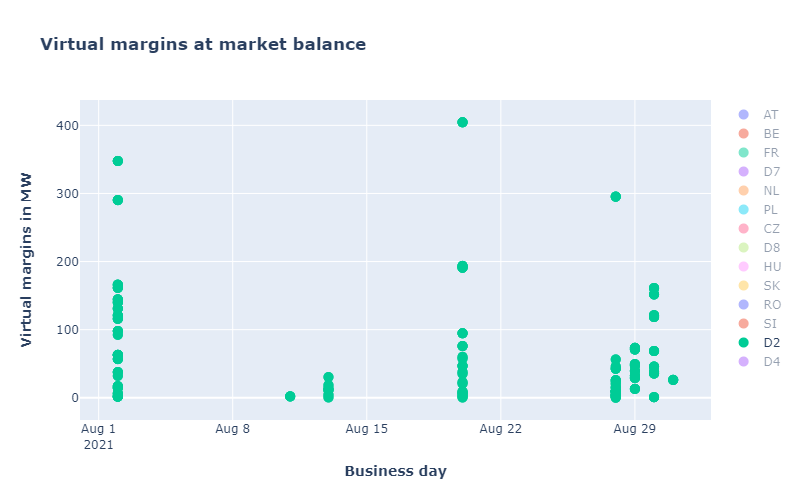 Virtual margins at market balance
Virtual margins in MW
400
300
200
100
0
Aug 1
2021
Aug 8
Aug 15
Aug 22
Aug 29
Business day
AT
BE
FR
D7
NL
PL
CZ
D8
HU
SK
RO
SI
D2
D4